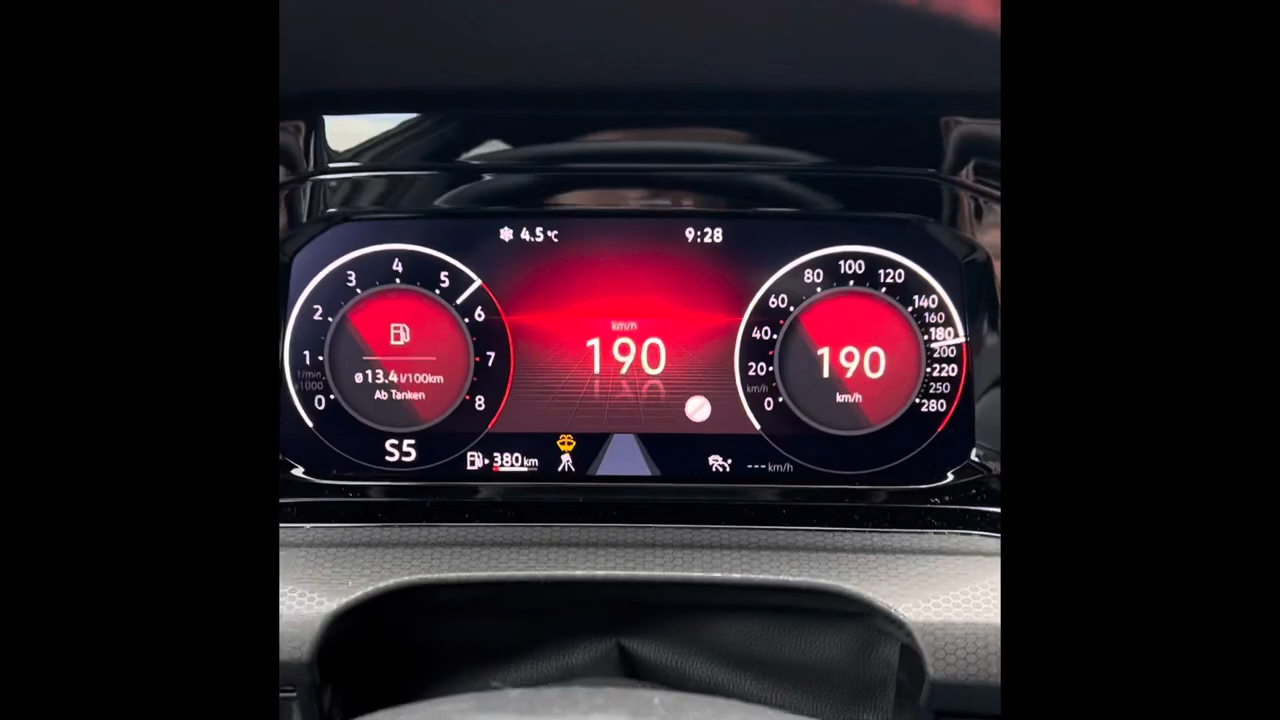 4.5 °C
9:28
0
1
2
3
4
5
6
7
8
1/min
x1000
ø 13.4 l/100km
Ab Tanken
S5
km/h
190
380 km
--- km/h
0
20
40
60
80
100
120
140
160
180
200
220
250
280
km/h
190
km/h